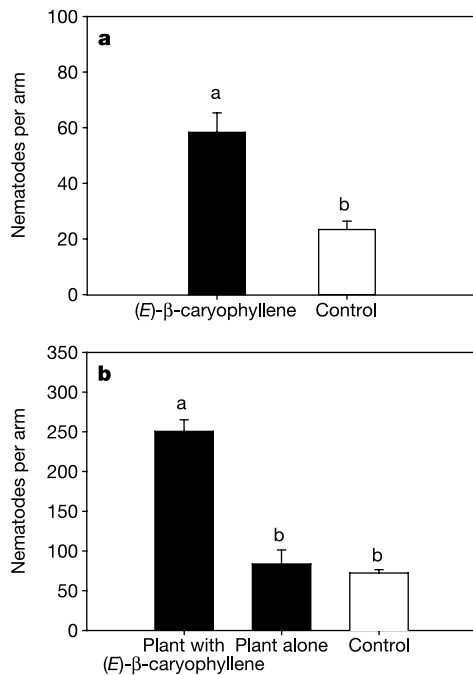 a
Nematodes per arm
100
80
60
40
20
0
a
b
(E)-β-caryophyllene
Control
b
Nematodes per arm
350
300
250
200
150
100
50
0
a
b
b
Plant with
(E)-β-caryophyllene
Plant alone
Control